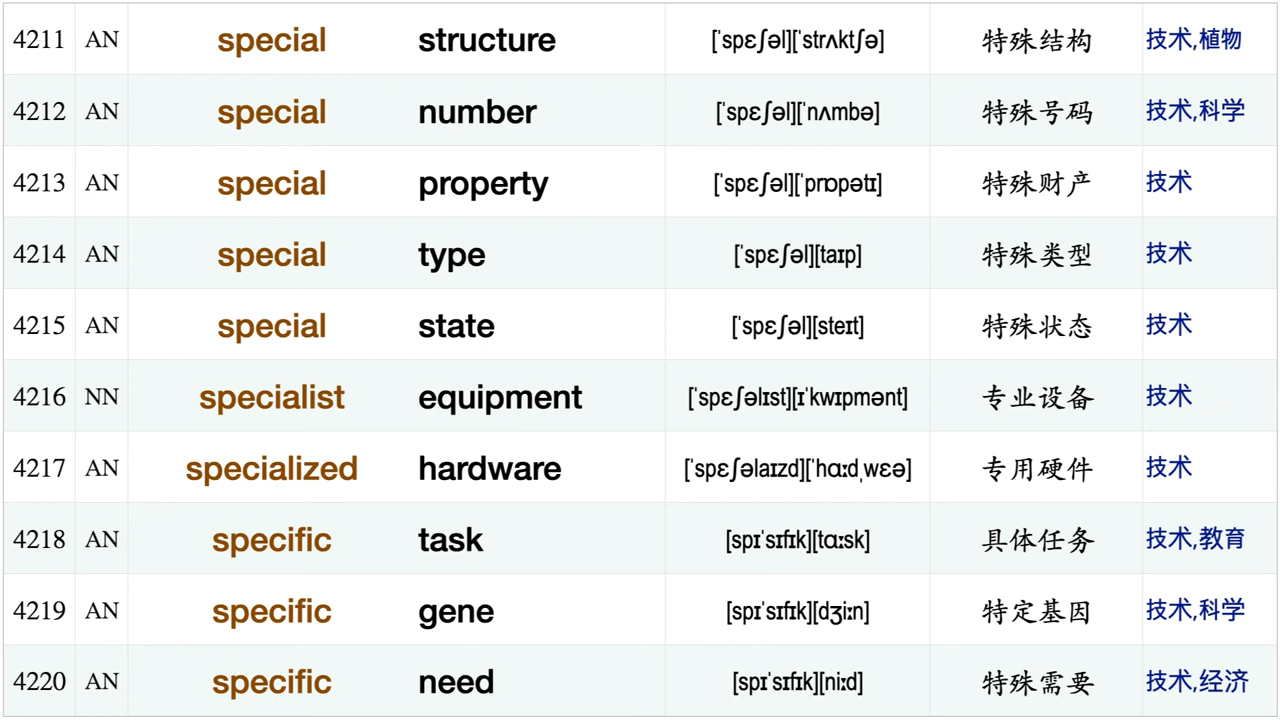 4211 AN special structure [ˈspɛʃəl][ˈstrʌktʃə] 特殊结构 技术,植物
4212 AN special number [ˈspɛʃəl][ˈnʌmbə] 特殊号码 技术,科学
4213 AN special property [ˈspɛʃəl][ˈprɒpətɪ] 特殊财产 技术
4214 AN special type [ˈspɛʃəl][taɪp] 特殊类型 技术
4215 AN special state [ˈspɛʃəl][steɪt] 特殊状态 技术
4216 NN specialist equipment [ˈspɛʃəlɪst][ɪˈkwɪpmənt] 专业设备 技术
4217 AN specialized hardware [ˈspɛʃəlaɪzd][ˈhɑːdˌwɛə] 专用硬件 技术
4218 AN specific task [spɪˈsɪfɪk][tɑːsk] 具体任务 技术,教育
4219 AN specific gene [spɪˈsɪfɪk][dʒiːn] 特定基因 技术,科学
4220 AN specific need [spɪˈsɪfɪk][niːd] 特殊需要 技术,经济